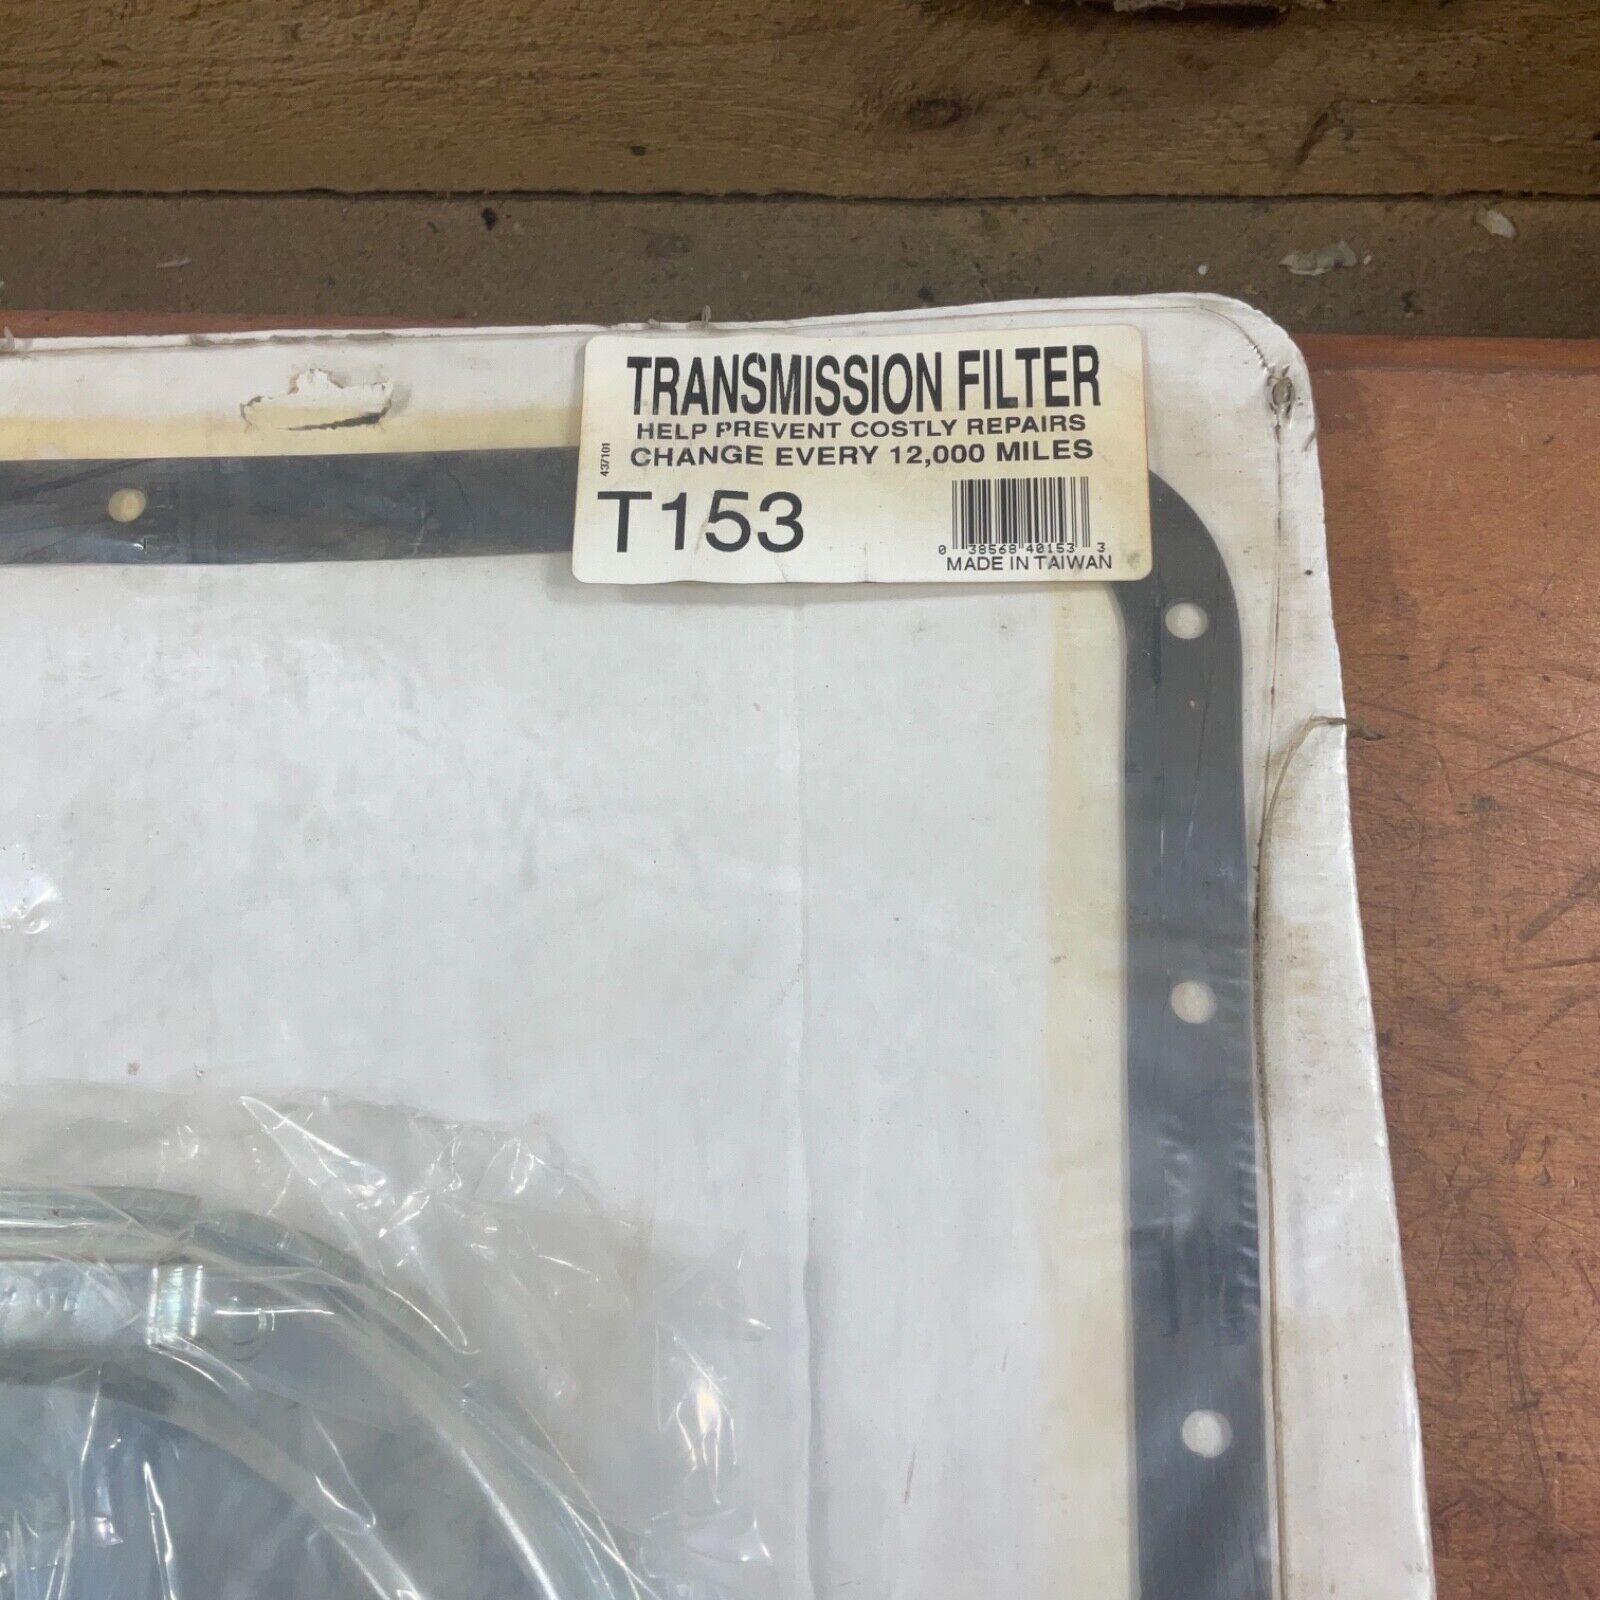 TRANSMISSION FILTER
HELP PREVENT COSTLY REPAIRS
CHANGE EVERY 12,000 MILES
437101
T153
0 38568 40153 3
MADE IN TAIWAN